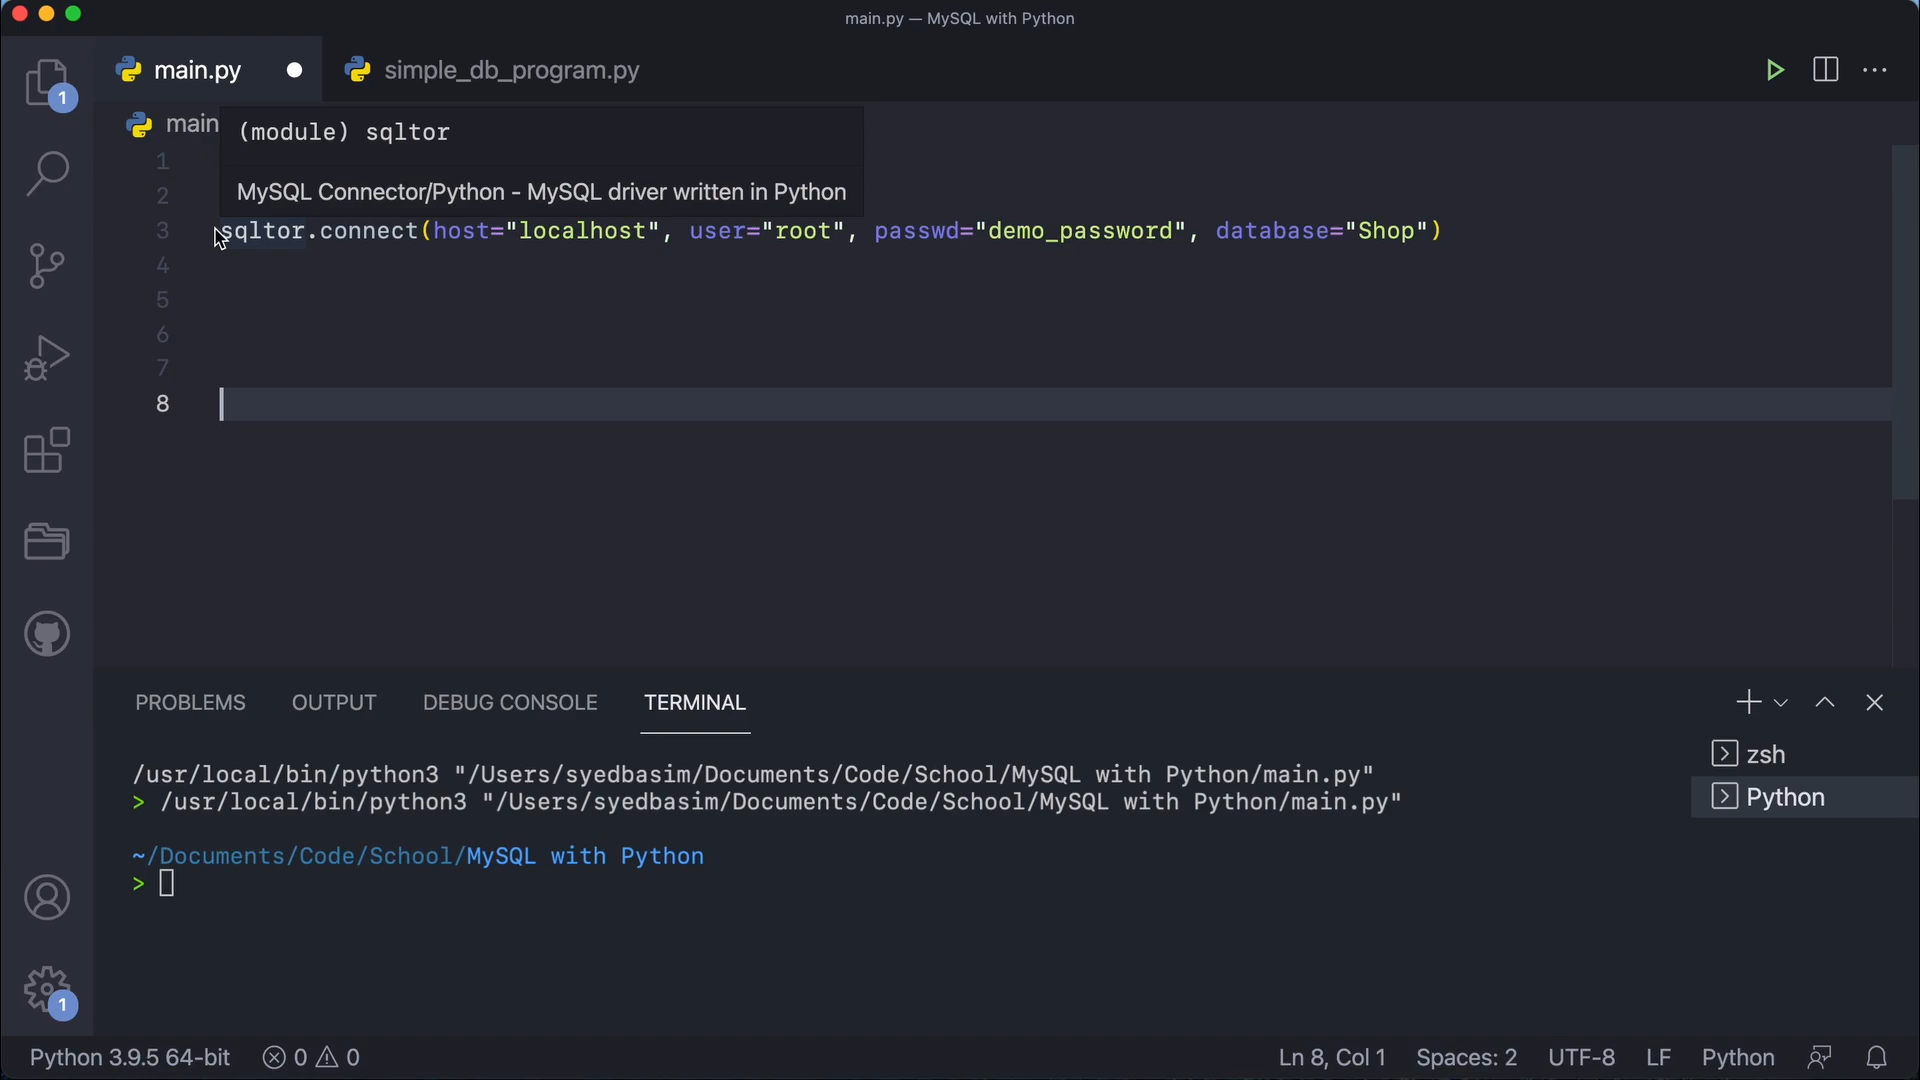 main.py — MySQL with Python
main.py
simple_db_program.py
1
main
(module) sqltor
MySQL Connector/Python - MySQL driver written in Python
1
2
3 sqltor.connect(host="localhost", user="root", passwd="demo_password", database="Shop")
4
5
6
7
8
PROBLEMS OUTPUT DEBUG CONSOLE TERMINAL
/usr/local/bin/python3 "/Users/syedbasim/Documents/Code/School/MySQL with Python/main.py"
> /usr/local/bin/python3 "/Users/syedbasim/Documents/Code/School/MySQL with Python/main.py"
~/Documents/Code/School/MySQL with Python
>
zsh
Python
1
Python 3.9.5 64-bit 0 0 Ln 8, Col 1 Spaces: 2 UTF-8 LF Python